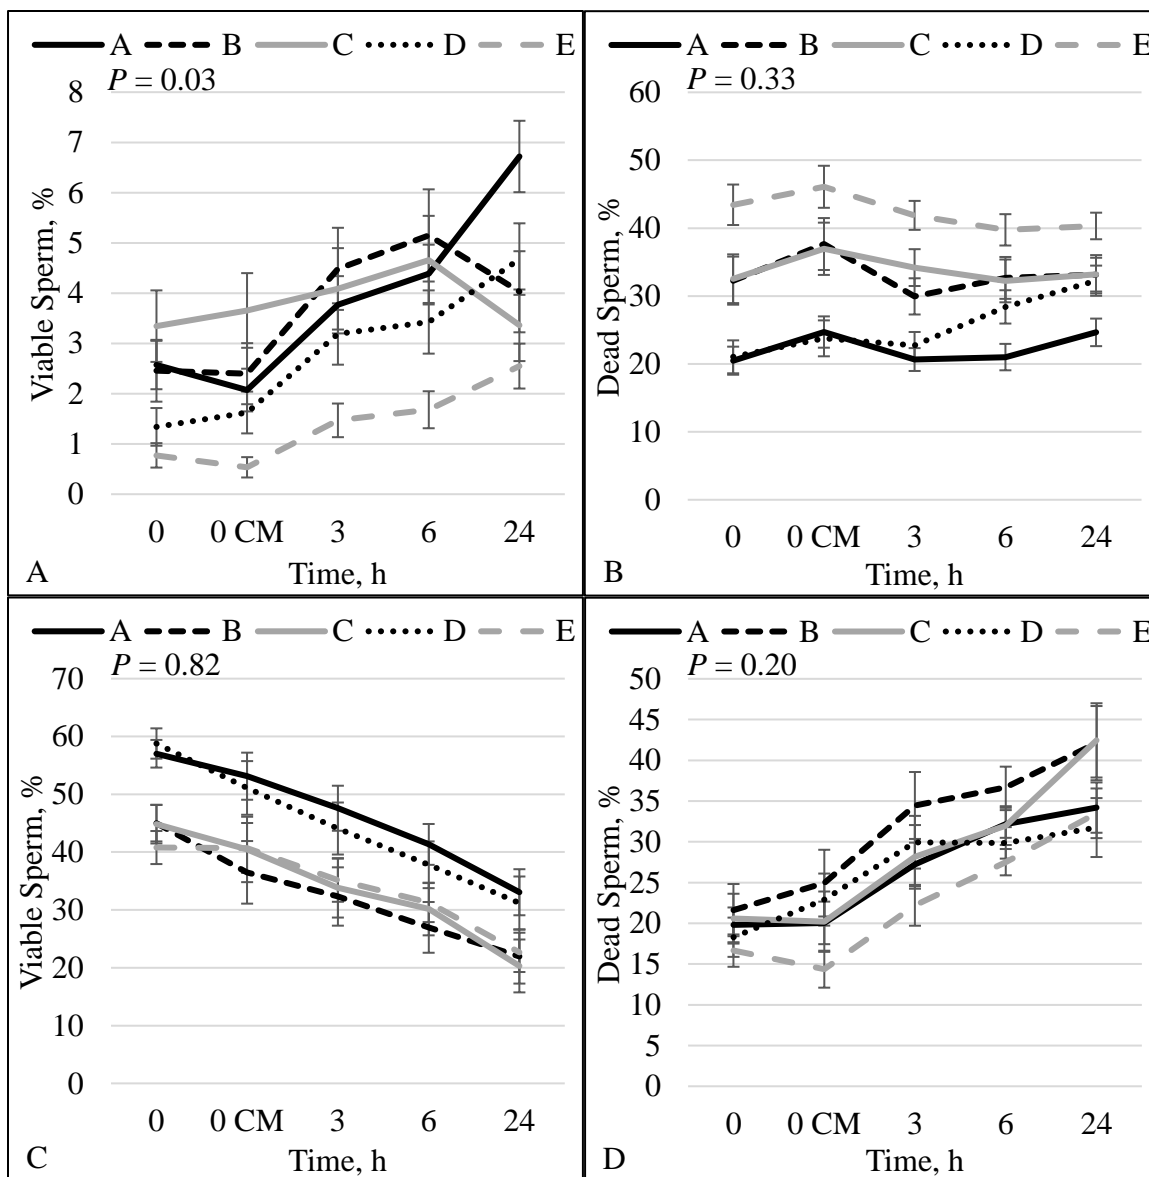 A B C D E
P = 0.03
Viable Sperm, %
8
7
6
5
4
3
2
1
0
0 0 CM 3 6 24
Time, h
A
A B C D E
P = 0.33
Dead Sperm, %
60
50
40
30
20
10
0
0 0 CM 3 6 24
Time, h
B
A B C D E
P = 0.82
Viable Sperm, %
70
60
50
40
30
20
10
0
0 0 CM 3 6 24
Time, h
C
A B C D E
P = 0.20
Dead Sperm, %
50
45
40
35
30
25
20
15
10
5
0
0 0 CM 3 6 24
Time, h
D